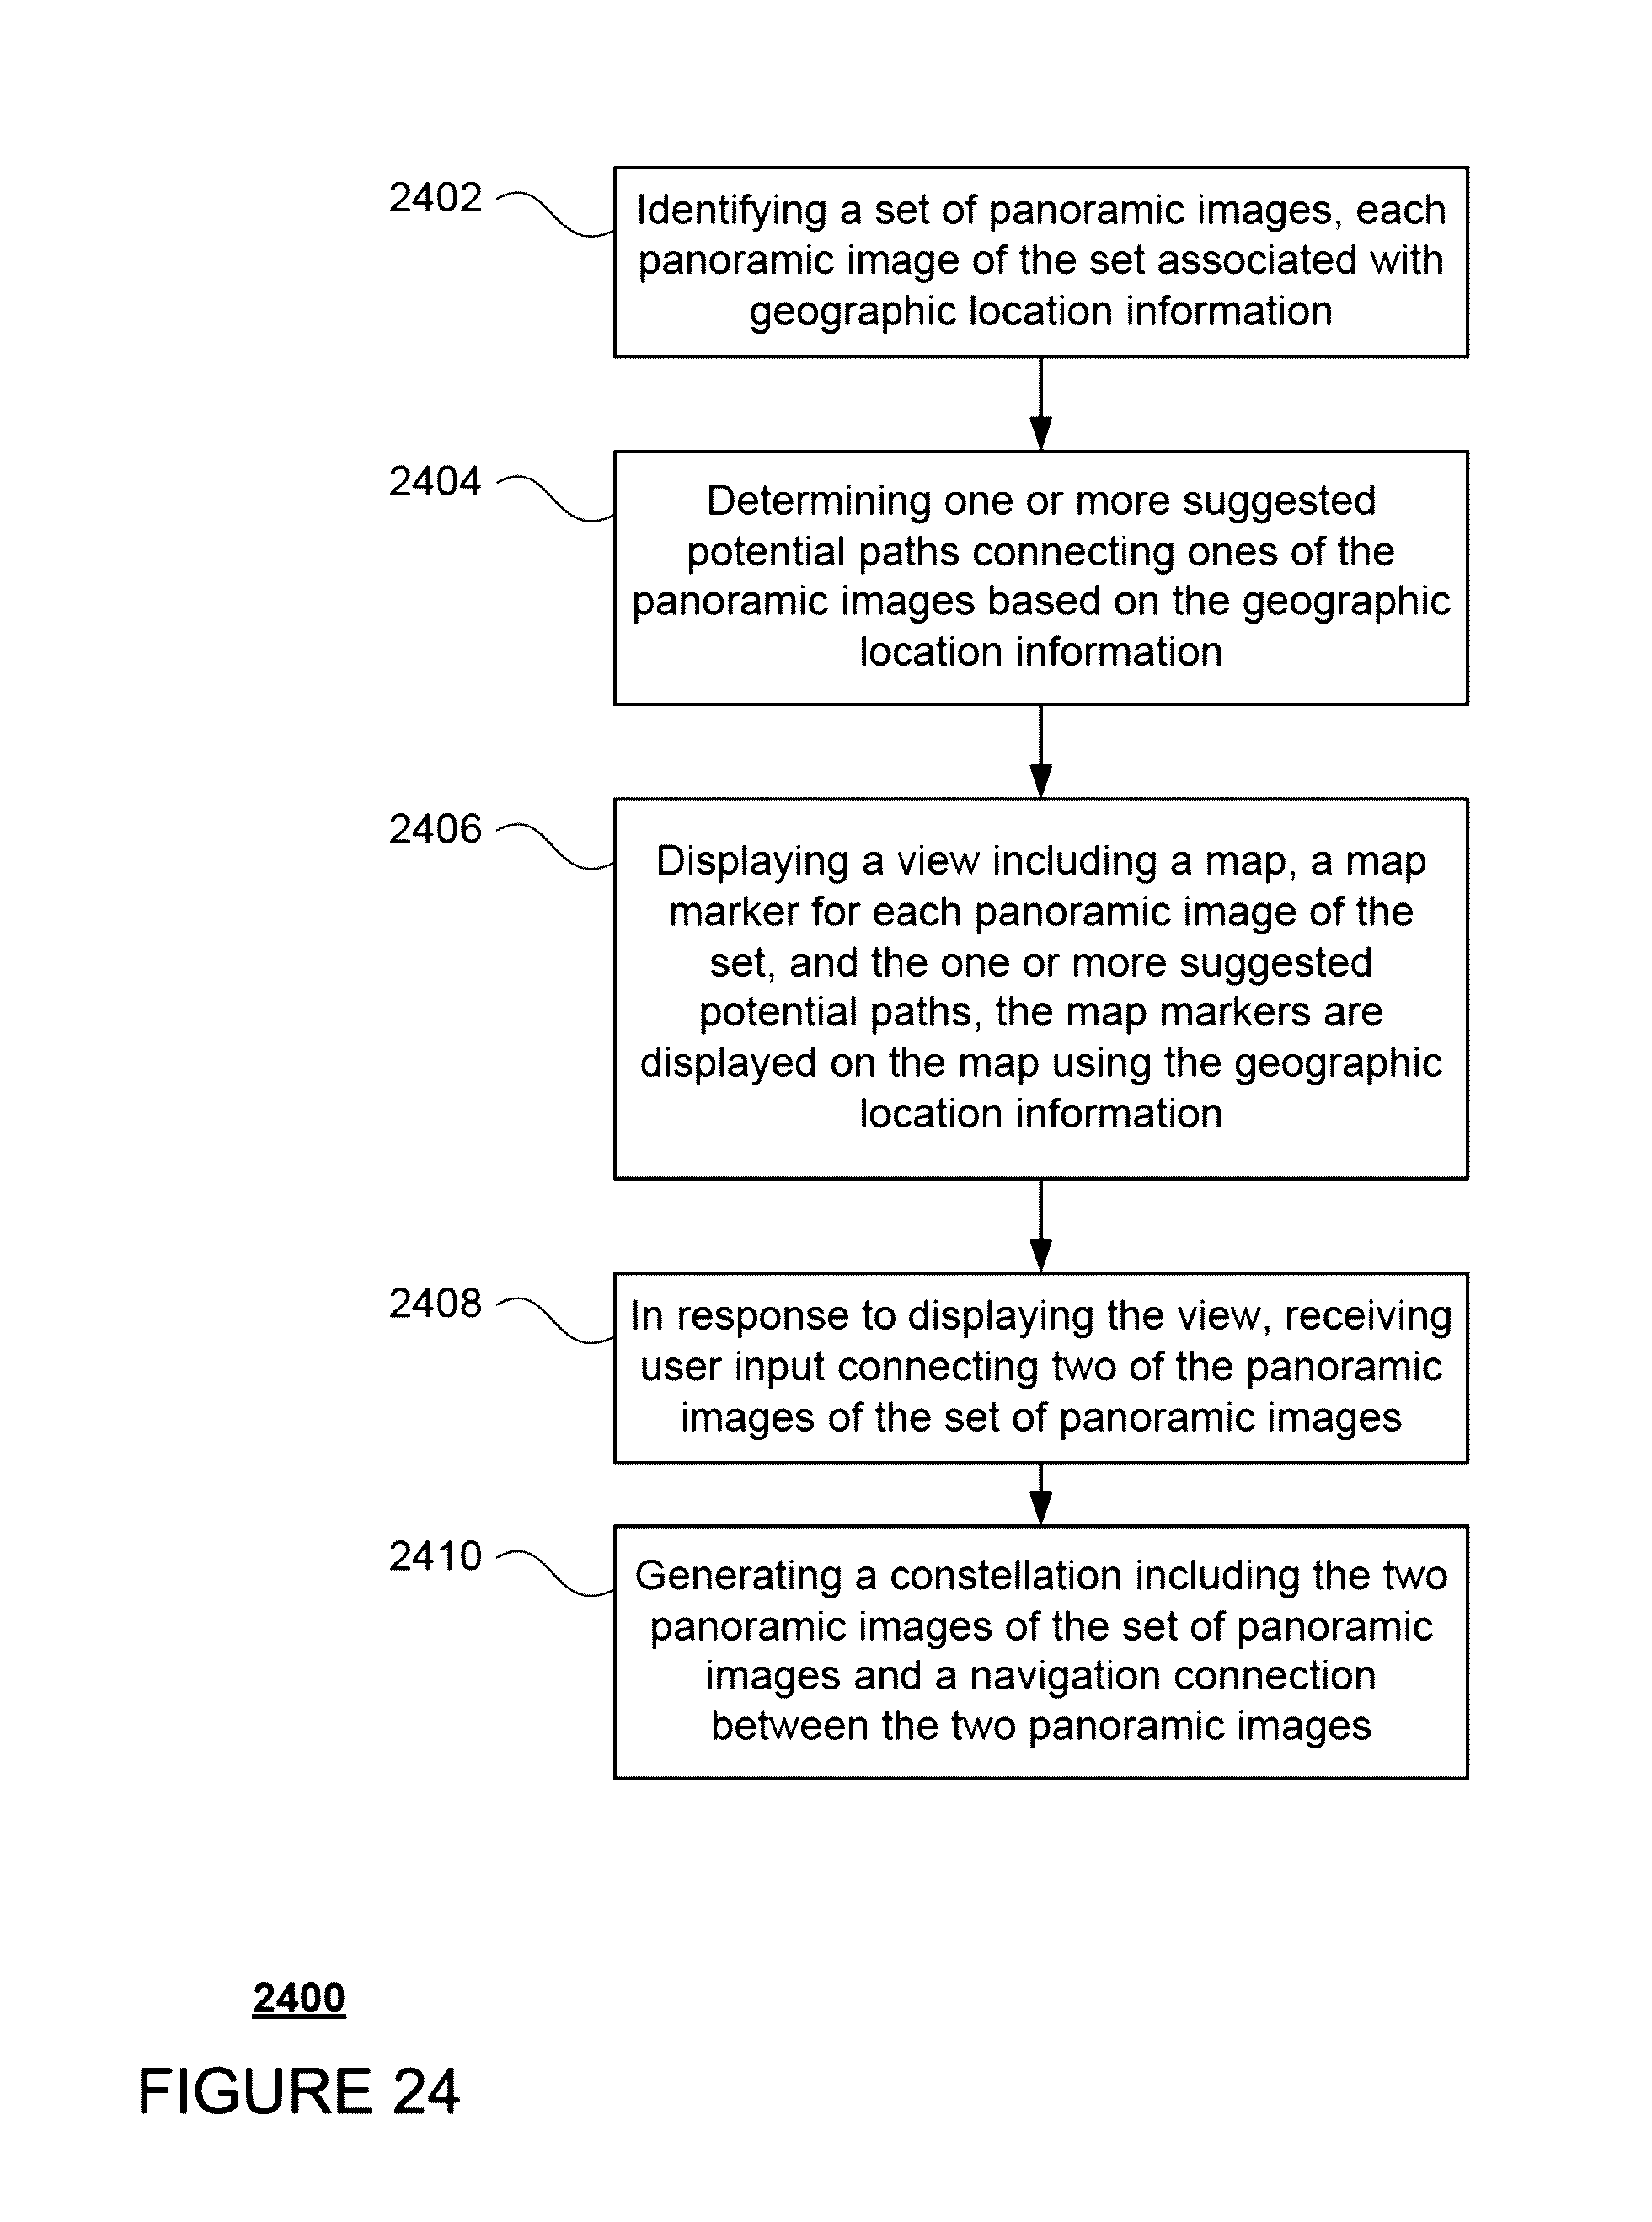 2402
Identifying a set of panoramic images, each
panoramic image of the set associated with
geographic location information
2404
Determining one or more suggested
potential paths connecting ones of the
panoramic images based on the geographic
location information
2406
Displaying a view including a map, a map
marker for each panoramic image of the
set, and the one or more suggested
potential paths, the map markers are
displayed on the map using the geographic
location information
2408
In response to displaying the view, receiving
user input connecting two of the panoramic
images of the set of panoramic images
2410
Generating a constellation including the two
panoramic images of the set of panoramic
images and a navigation connection
between the two panoramic images
2400
FIGURE 24